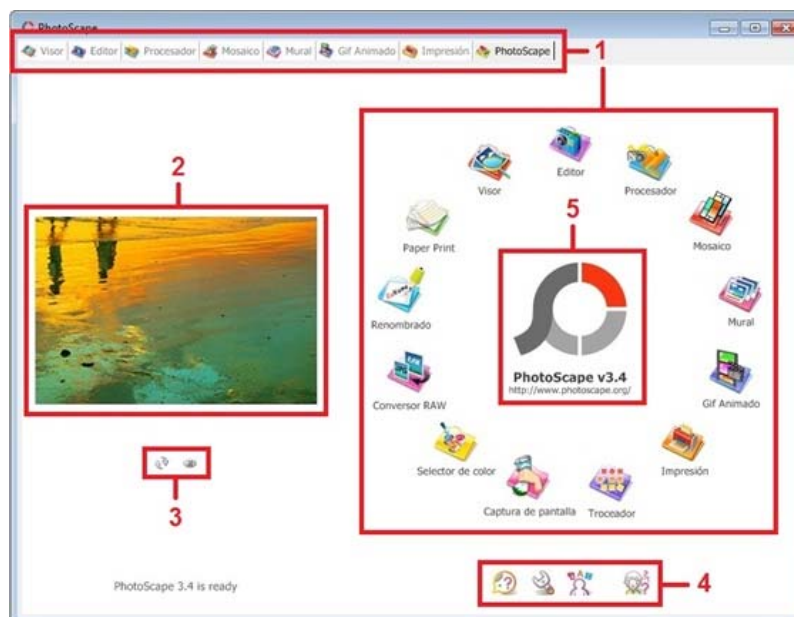 PhotoScape
Visor Editor Procesador Mosaico Mural Gif Animado Impresión PhotoScape
1
2
Editor
Visor
Procesador
5
Paper Print
Mosaico
Renombrado
Mural
PhotoScape v3.4
http://www.photoscape.org/
Conversor RAW
Gif Animado
Selector de color
Impresión
3
Captura de pantalla
Troceador
PhotoScape 3.4 is ready
4